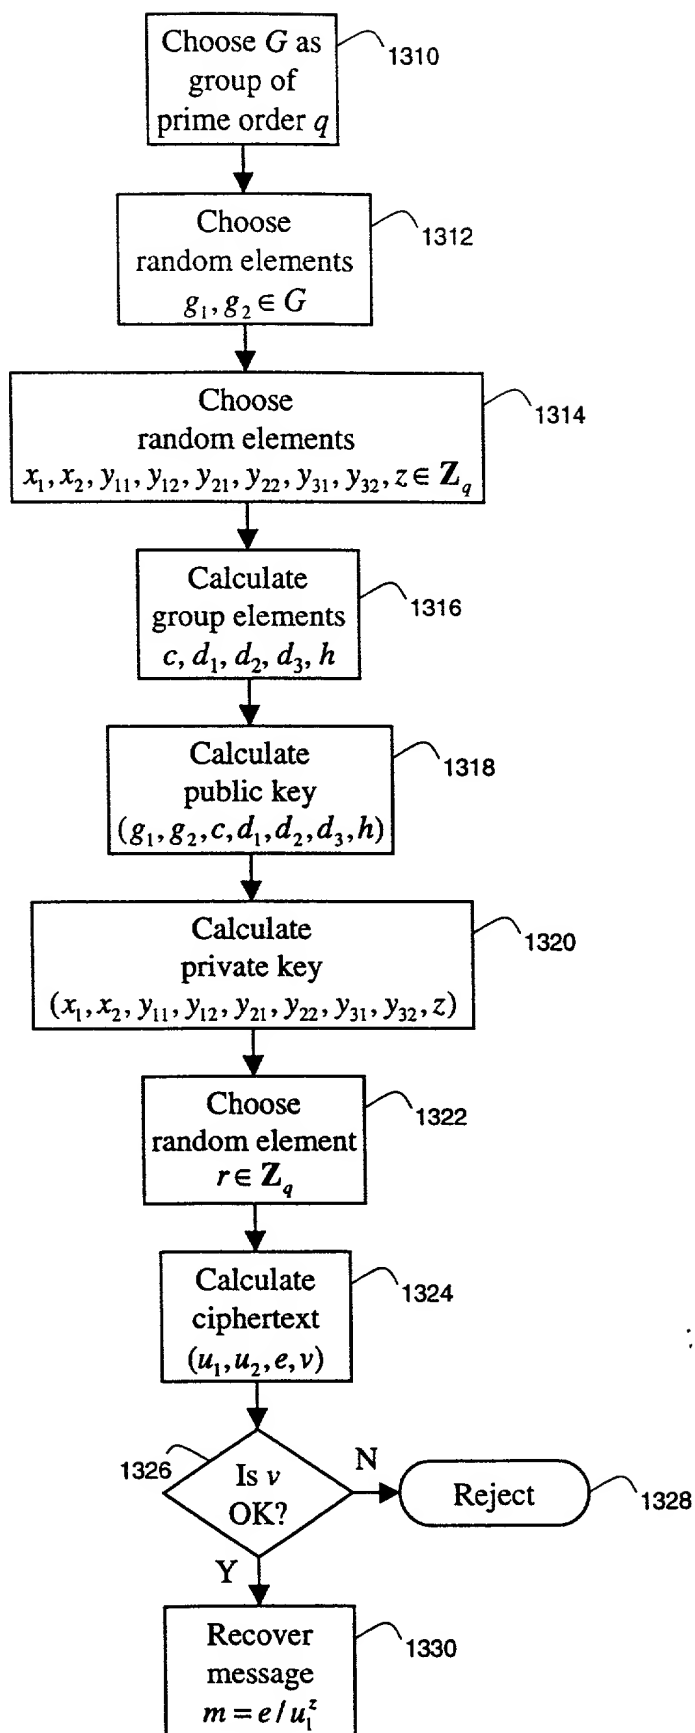 Choose G as
group of
prime order q
1310
Choose
random elements
g₁, g₂ ∈ G
1312
Choose
random elements
x₁, x₂, y₁₁, y₁₂, y₂₁, y₂₂, y₃₁, y₃₂, z ∈ Z_q
1314
Calculate
group elements
c, d₁, d₂, d₃, h
1316
Calculate
public key
(g₁, g₂, c, d₁, d₂, d₃, h)
1318
Calculate
private key
(x₁, x₂, y₁₁, y₁₂, y₂₁, y₂₂, y₃₁, y₃₂, z)
1320
Choose
random element
r ∈ Z_q
1322
Calculate
ciphertext
(u₁, u₂, e, v)
1324
1326
Is v
OK?
N
Reject
1328
Y
Recover
message
m = e / u₁^z
1330